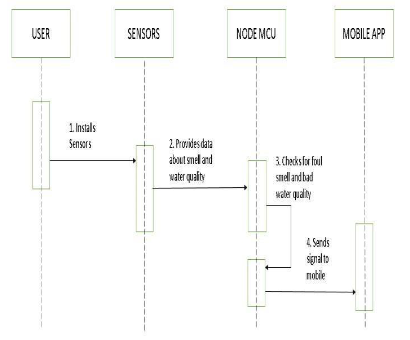 USER
SENSORS
NODE MCU
MOBILE APP
1. Installs
Sensors
2. Provides data
about smell and
water quality
3. Checks for foul
smell and bad
water quality
4. Sends
signal to
mobile